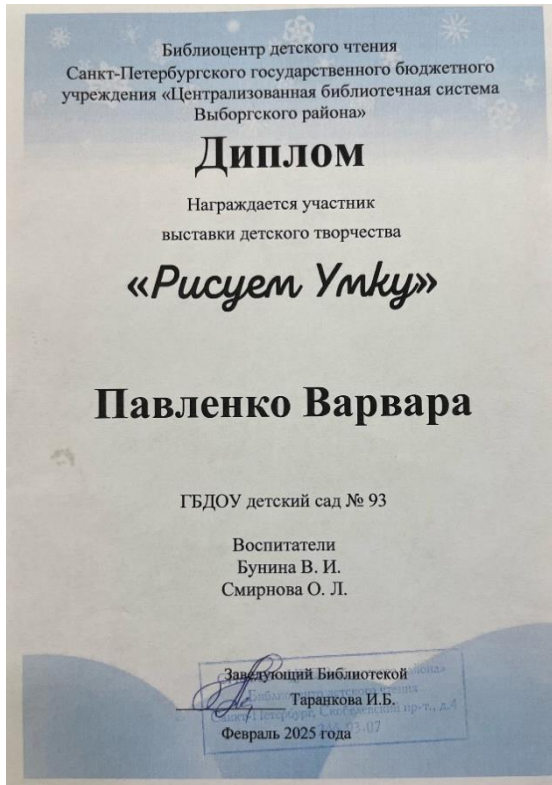 Библиоцентр детского чтения
Санкт-Петербургского государственного бюджетного
учреждения «Централизованная библиотечная система
Выборгского района»
Диплом
Награждается участник
выставки детского творчества
«Рисуем Умку»
Павленко Варвара
ГБДОУ детский сад № 93
Воспитатели
Бунина В. И.
Смирнова О. Л.
Заведующий Библиотекой
Таранкова И.Б.
Февраль 2025 года